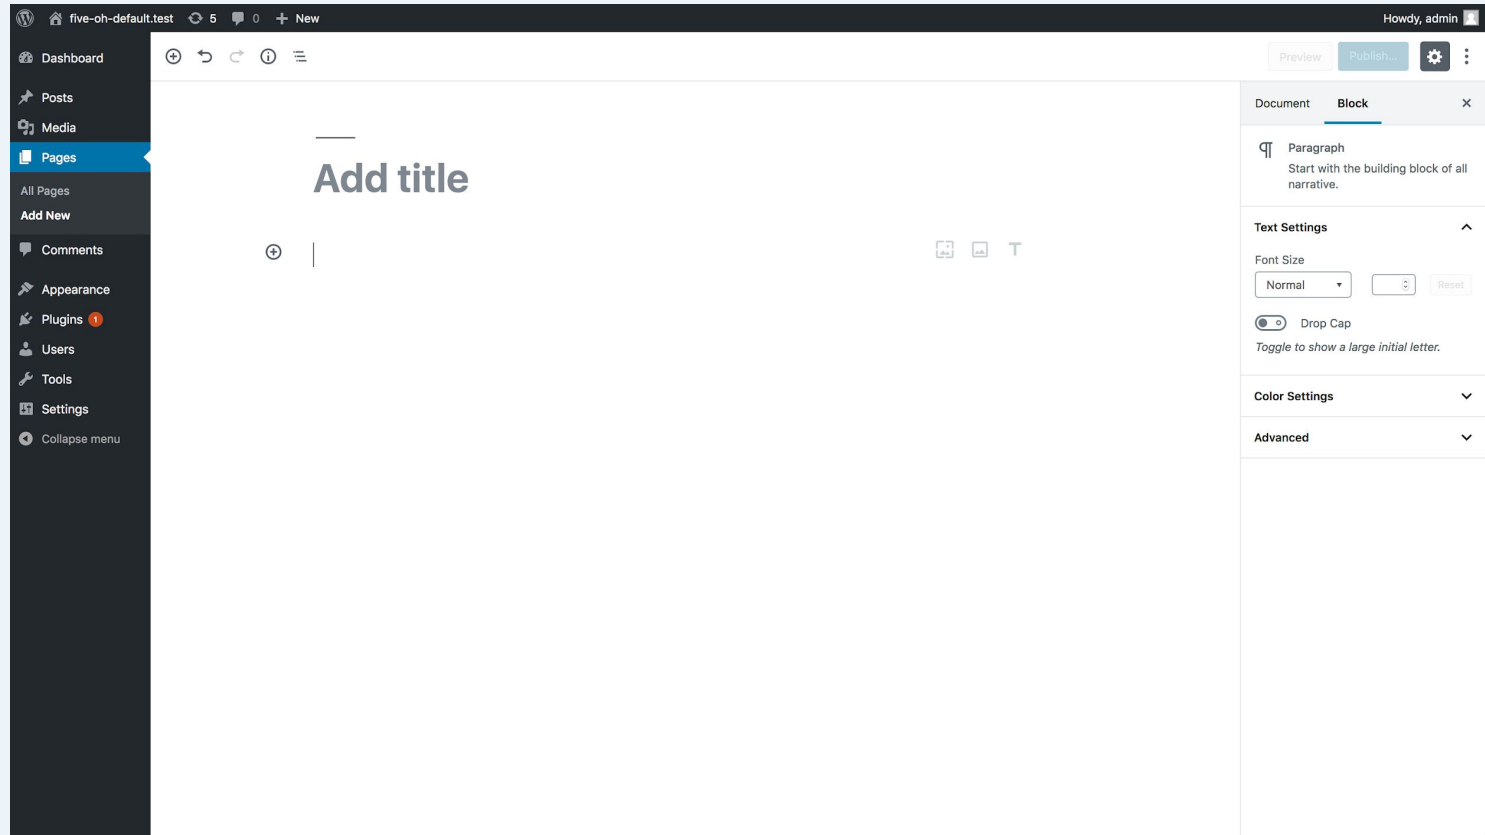 five-oh-default.test 5 0 New Howdy, admin
Dashboard
Posts
Media
Pages
All Pages
Add New
Comments
Appearance
Plugins 1
Users
Tools
Settings
Collapse menu
Preview Publish...
Add title
T
Document Block
Paragraph
Start with the building block of all
narrative.
Text Settings
Font Size
Normal Reset
Drop Cap
Toggle to show a large initial letter.
Color Settings
Advanced